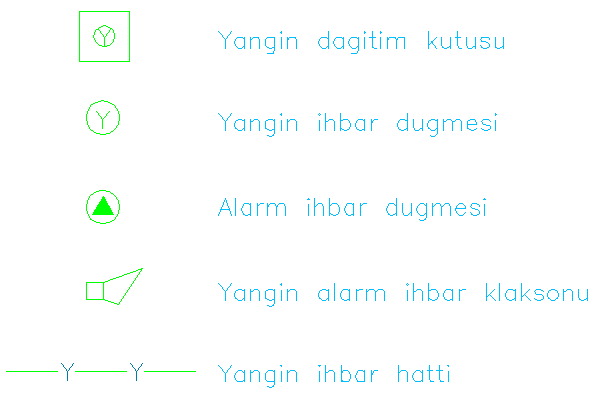 Y Yangin dagitim kutusu
Y Yangin ihbar dugmesi
Alarm ihbar dugmesi
Yangin alarm ihbar klaksonu
Y Y Yangin ihbar hatti